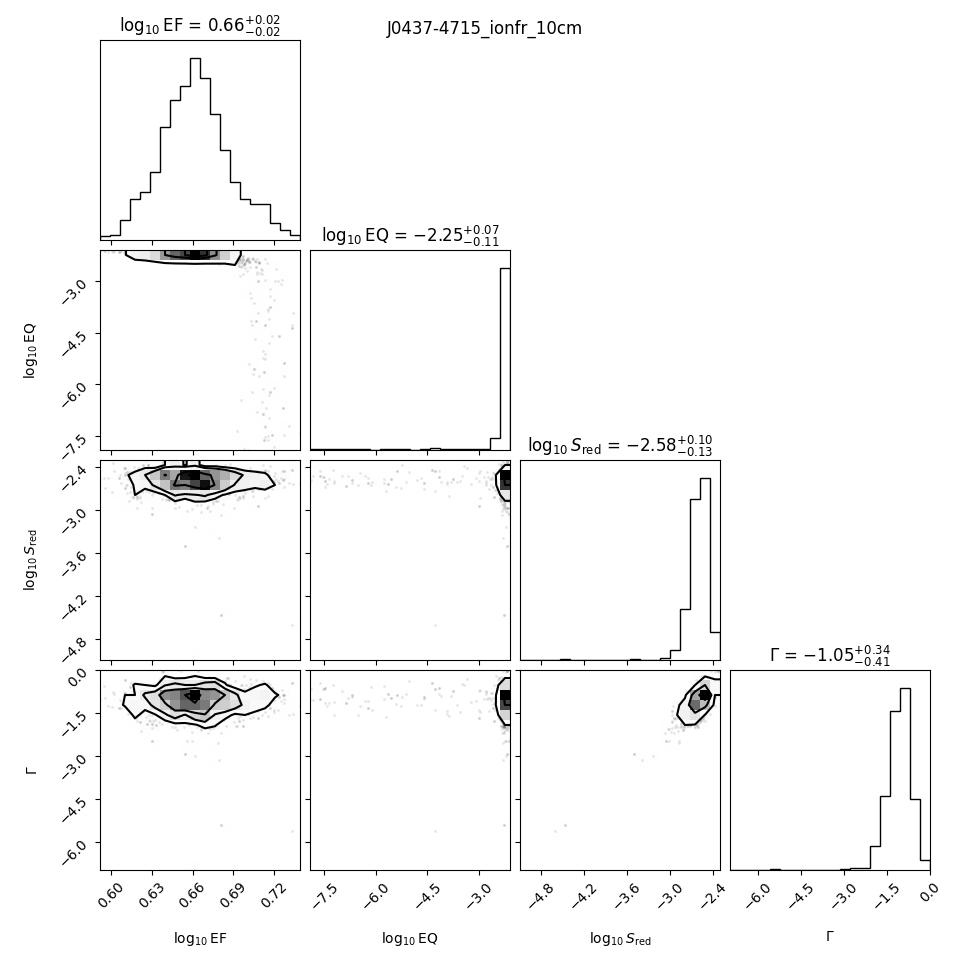 J0437-4715_ionfr_10cm
log₁₀ EF = 0.66⁺⁰·⁰²₋₀.₀₂
log₁₀ EQ = −2.25⁺⁰·⁰⁷₋₀.₁₁
log₁₀ S_red = −2.58⁺⁰·¹⁰₋₀.₁₃
Γ = −1.05⁺⁰·³⁴₋₀.₄₁
log₁₀ EQ
−3.0
−4.5
−6.0
−7.5
log₁₀ S_red
−2.4
−3.0
−3.6
−4.2
−4.8
Γ
0.0
−1.5
−3.0
−4.5
−6.0
0.60 0.63 0.66 0.69 0.72
log₁₀ EF
−7.5 −6.0 −4.5 −3.0
log₁₀ EQ
−4.8 −4.2 −3.6 −3.0 −2.4
log₁₀ S_red
−6.0 −4.5 −3.0 −1.5 0.0
Γ